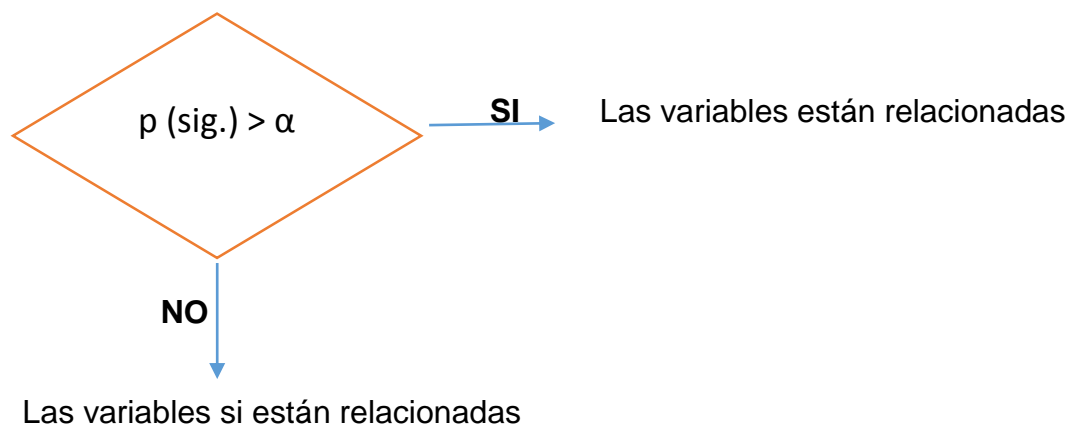 p (sig.) > α
SI
Las variables están relacionadas
NO
Las variables si están relacionadas